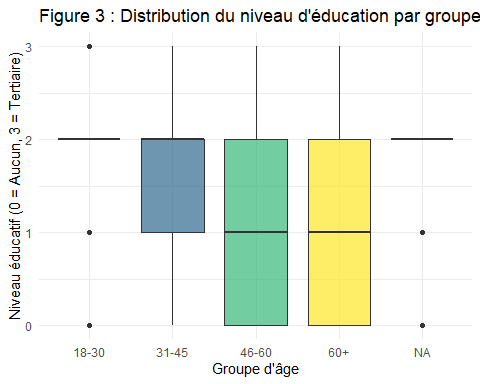 Figure 3 : Distribution du niveau d'éducation par groupe
Niveau éducatif (0 = Aucun, 3 = Tertiaire)
3
2
1
0
18-30 31-45 46-60 60+ NA
Groupe d'âge